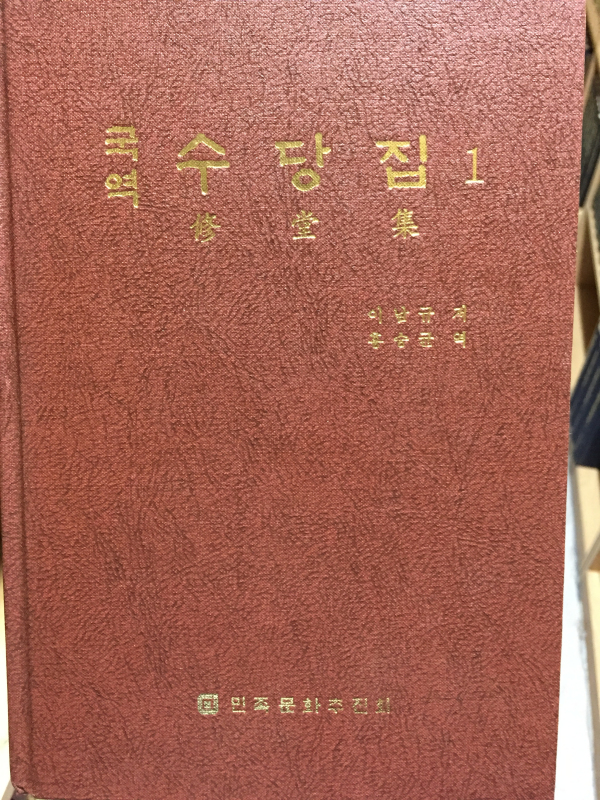 국역 수당집 1
修堂集
이남규 저
홍승균 역
민족문화추진회